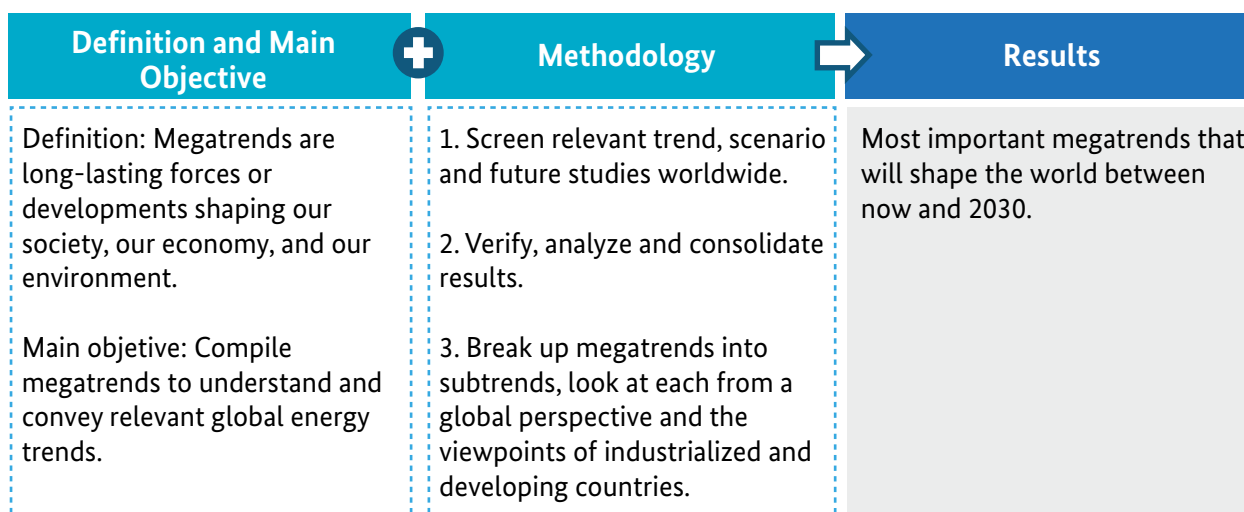 Definition and Main
Objective
Methodology
Results
Definition: Megatrends are
long-lasting forces or
developments shaping our
society, our economy, and our
environment.
Main objetive: Compile
megatrends to understand and
convey relevant global energy
trends.
1. Screen relevant trend, scenario
and future studies worldwide.
2. Verify, analyze and consolidate
results.
3. Break up megatrends into
subtrends, look at each from a
global perspective and the
viewpoints of industrialized and
developing countries.
Most important megatrends that
will shape the world between
now and 2030.